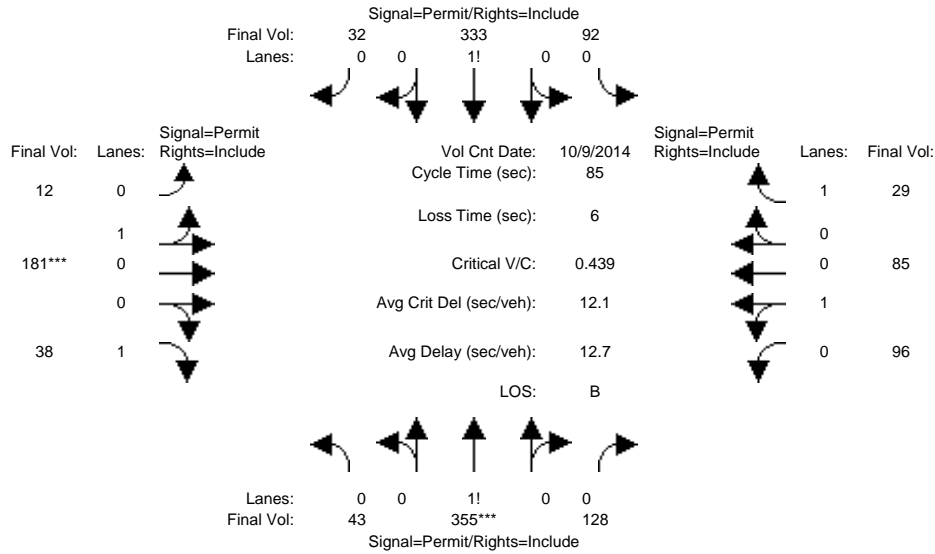 Signal=Permit/Rights=Include
Final Vol: 32 333 92
Lanes: 0 0 1! 0 0
Signal=Permit Signal=Permit
Final Vol: Lanes: Rights=Include Vol Cnt Date: 10/9/2014 Rights=Include Lanes: Final Vol:
Cycle Time (sec): 85
12 0 1 29
Loss Time (sec): 6
1 0
181*** 0 Critical V/C: 0.439 0 85
0 Avg Crit Del (sec/veh): 12.1 1
38 1 Avg Delay (sec/veh): 12.7 0 96
LOS: B
Lanes: 0 0 1! 0 0
Final Vol: 43 355*** 128
Signal=Permit/Rights=Include